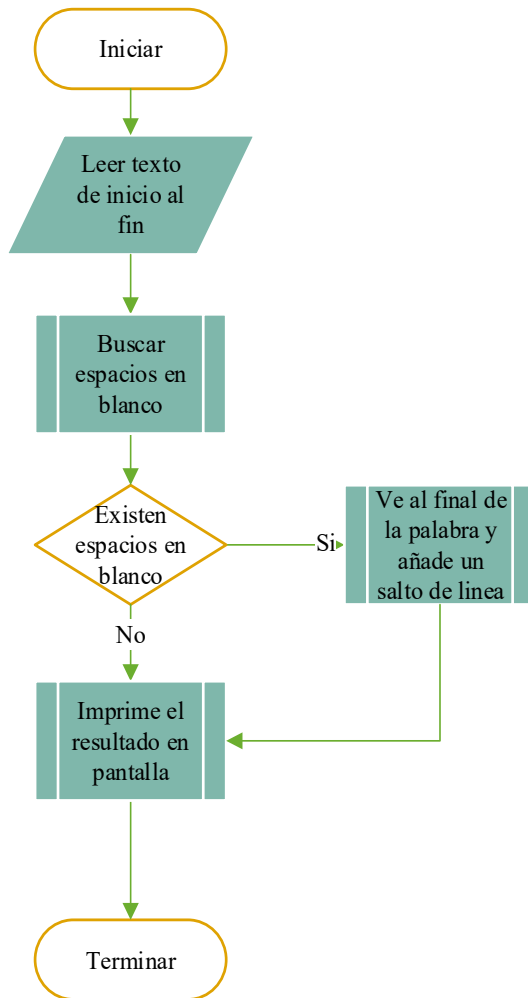 Iniciar
Leer texto
de inicio al
fin
Buscar
espacios en
blanco
Existen
espacios en
blanco
Si
Ve al final de
la palabra y
añade un
salto de linea
No
Imprime el
resultado en
pantalla
Terminar